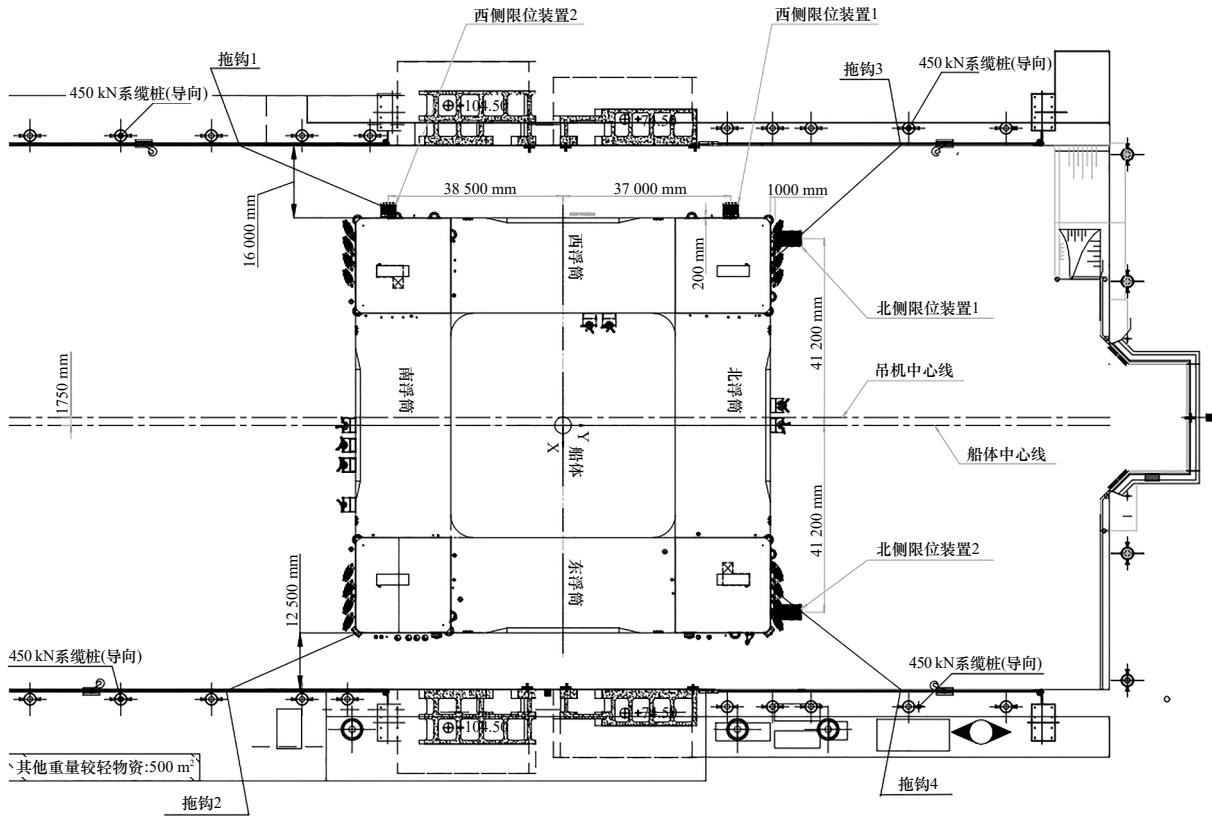 西侧限位装置2
西侧限位装置1
拖钩1
拖钩3
450 kN系缆桩(导向)
450 kN系缆桩(导向)
+104.50
+74.50
38 500 mm
37 000 mm
1000 mm
16 000 mm
西浮筒
200 mm
北侧限位装置1
41 200 mm
吊机中心线
1750 mm
南浮筒
北浮筒
Y
X
船体
船体中心线
41 200 mm
北侧限位装置2
东浮筒
12 500 mm
450 kN系缆桩(导向)
450 kN系缆桩(导向)
+74.50
+104.50
其他重量较轻物资:500 m²
拖钩2
拖钩4